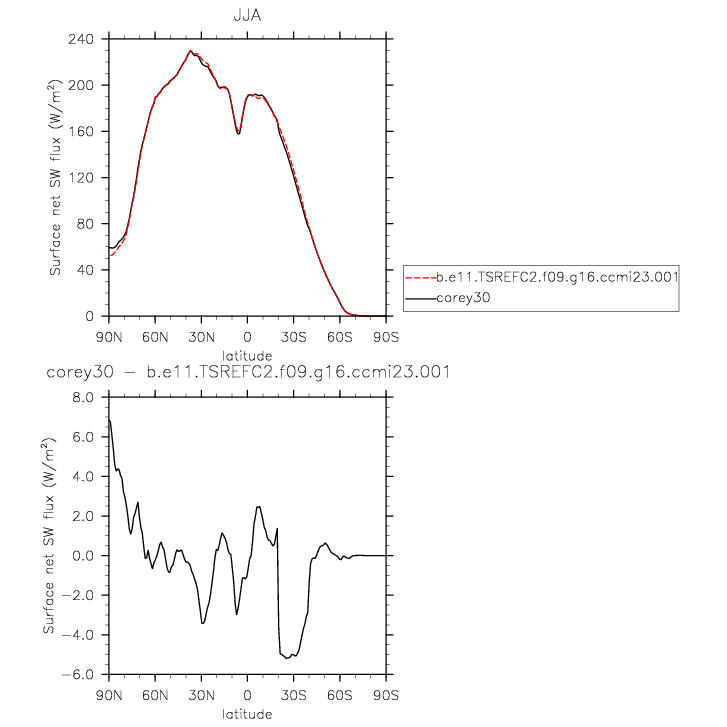 JJA
240
200
160
120
80
40
0
Surface net SW flux (W/m²)
90N 60N 30N 0 30S 60S 90S
latitude
b.e11.TSREFC2.f09.g16.ccmi23.001
corey30
corey30 − b.e11.TSREFC2.f09.g16.ccmi23.001
8.0
6.0
4.0
2.0
0.0
−2.0
−4.0
−6.0
Surface net SW flux (W/m²)
90N 60N 30N 0 30S 60S 90S
latitude